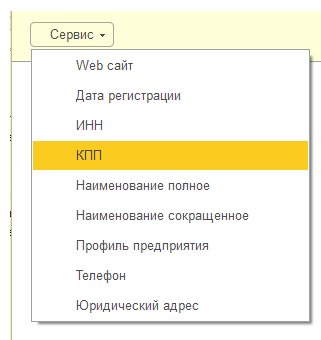 Сервис
Web сайт
Дата регистрации
ИНН
КПП
Наименование полное
Наименование сокращенное
Профиль предприятия
Телефон
Юридический адрес